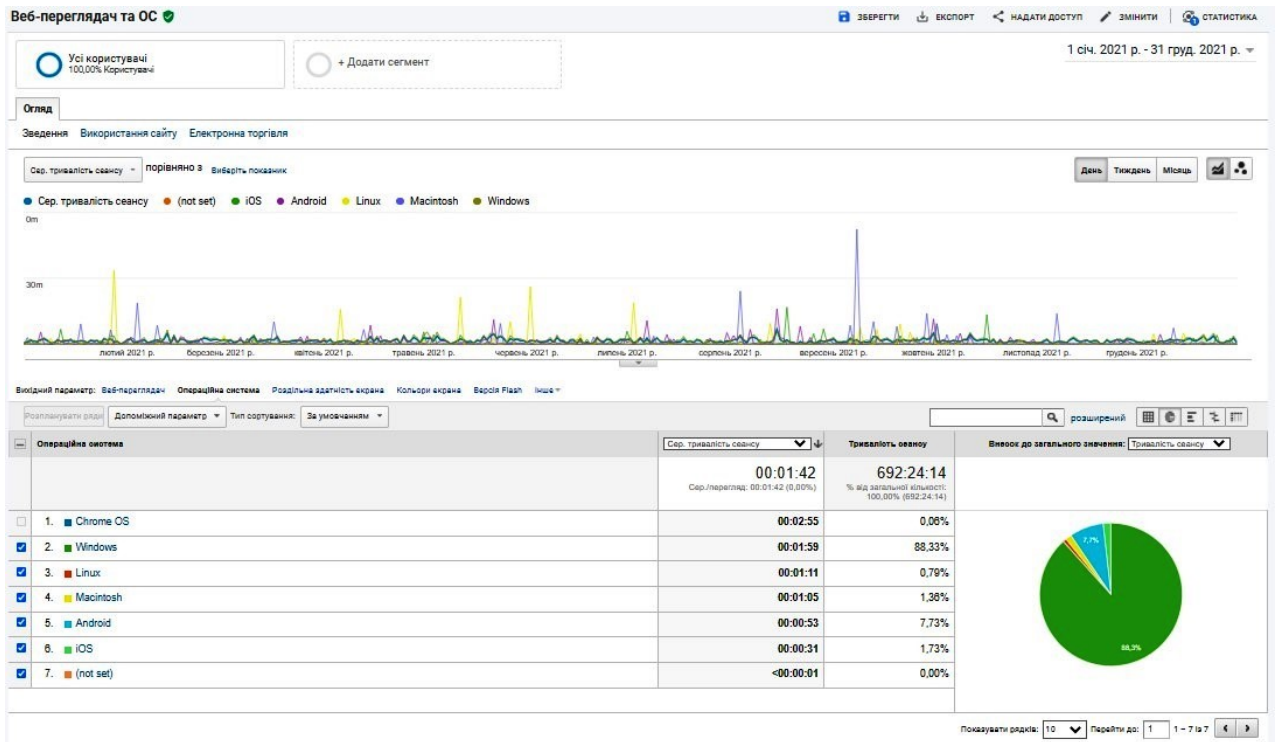 Веб-переглядач та ОС
ЗБЕРЕГТИ ЕКСПОРТ НАДАТИ ДОСТУП ЗМІНИТИ СТАТИСТИКА
Усі користувачі
100,00% Користувачі
+ Додати сегмент
1 січ. 2021 р. - 31 груд. 2021 р.
Огляд
Зведення Використання сайту Електронна торгівля
Сер. тривалість сеансу порівняно з Виберіть показник
День Тиждень Місяць
Сер. тривалість сеансу (not set) iOS Android Linux Macintosh Windows
0m
30m
лютий 2021 р. березень 2021 р. квітень 2021 р. травень 2021 р. червень 2021 р. липень 2021 р. серпень 2021 р. вересень 2021 р. жовтень 2021 р. листопад 2021 р. грудень 2021 р.
Вихідний параметр: Веб-переглядач Операційна система Роздільна здатність екрана Кольори екрана Версія Flash Інше
Розпланувати ряди Допоміжний параметр Тип сортування: За умовчанням
розширений
Операційна система Сер. тривалість сеансу Тривалість сеансу Внесок до загального значення: Тривалість сеансу
00:01:42 692:24:14
Сер./перегляд: 00:01:42 (0,00%) % від загальної кількості:
100,00% (692:24:14)
1. Chrome OS 00:02:55 0,06%
2. Windows 00:01:59 88,33%
3. Linux 00:01:11 0,79%
4. Macintosh 00:01:05 1,36%
5. Android 00:00:53 7,73%
6. iOS 00:00:31 1,73%
7. (not set) <00:00:01 0,00%
7,7%
88,3%
Показувати рядків: 10 Перейти до: 1 1 – 7 із 7